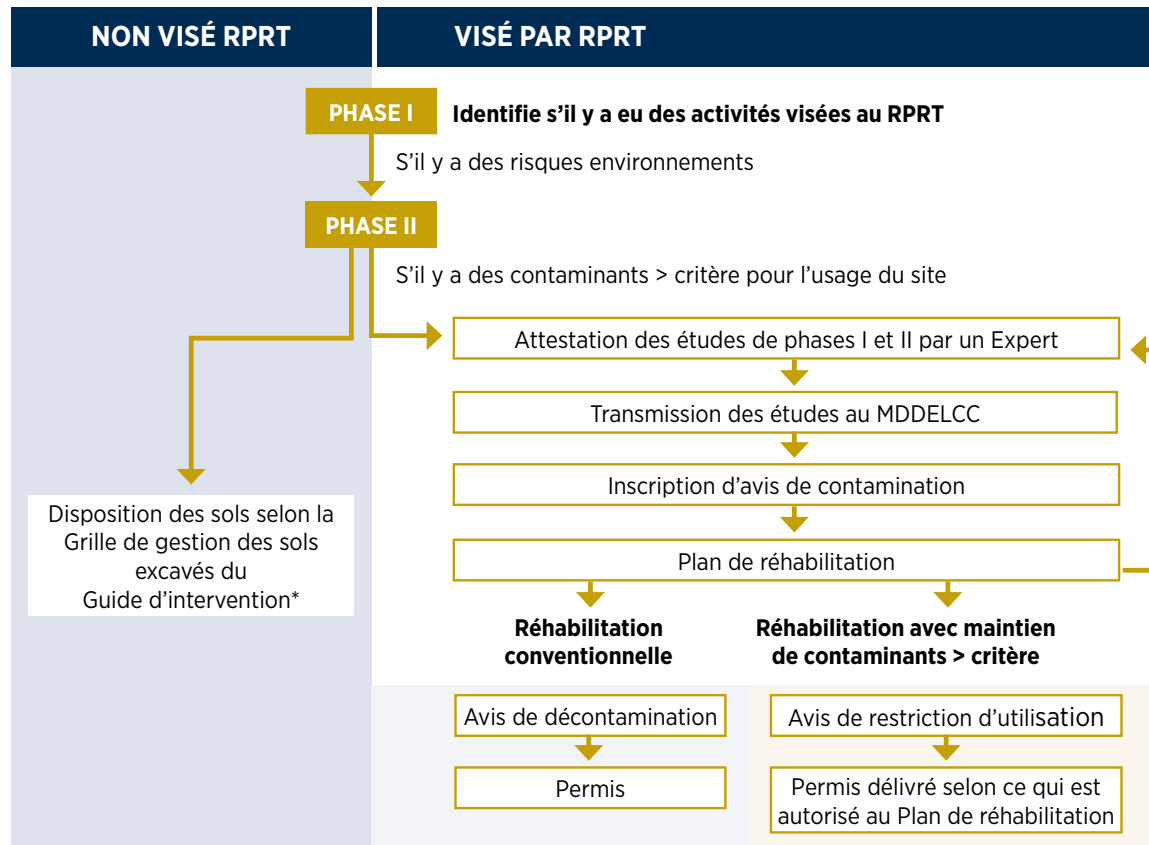 NON VISÉ RPRT
VISÉ PAR RPRT
PHASE I
Identifie s’il y a eu des activités visées au RPRT
S’il y a des risques environnements
PHASE II
S’il y a des contaminants > critère pour l’usage du site
Attestation des études de phases I et II par un Expert
Transmission des études au MDDELCC
Inscription d’avis de contamination
Plan de réhabilitation
Disposition des sols selon la
Grille de gestion des sols
excavés du
Guide d’intervention*
Réhabilitation
conventionnelle
Avis de décontamination
Permis
Réhabilitation avec maintien
de contaminants > critère
Avis de restriction d’utilisation
Permis délivré selon ce qui est
autorisé au Plan de réhabilitation